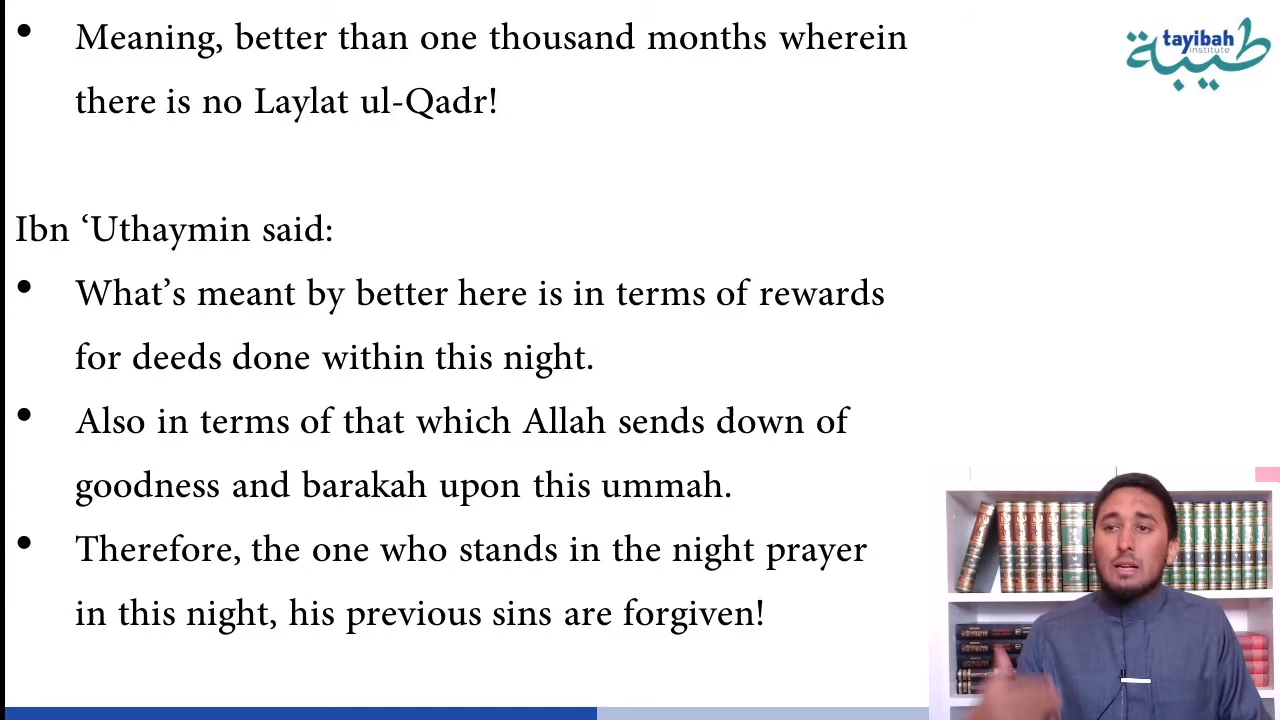 • Meaning, better than one thousand months wherein
there is no Laylat ul-Qadr!
Ibn ‘Uthaymin said:
• What’s meant by better here is in terms of rewards
for deeds done within this night.
• Also in terms of that which Allah sends down of
goodness and barakah upon this ummah.
• Therefore, the one who stands in the night prayer
in this night, his previous sins are forgiven!
tayibah
institute
طيبة